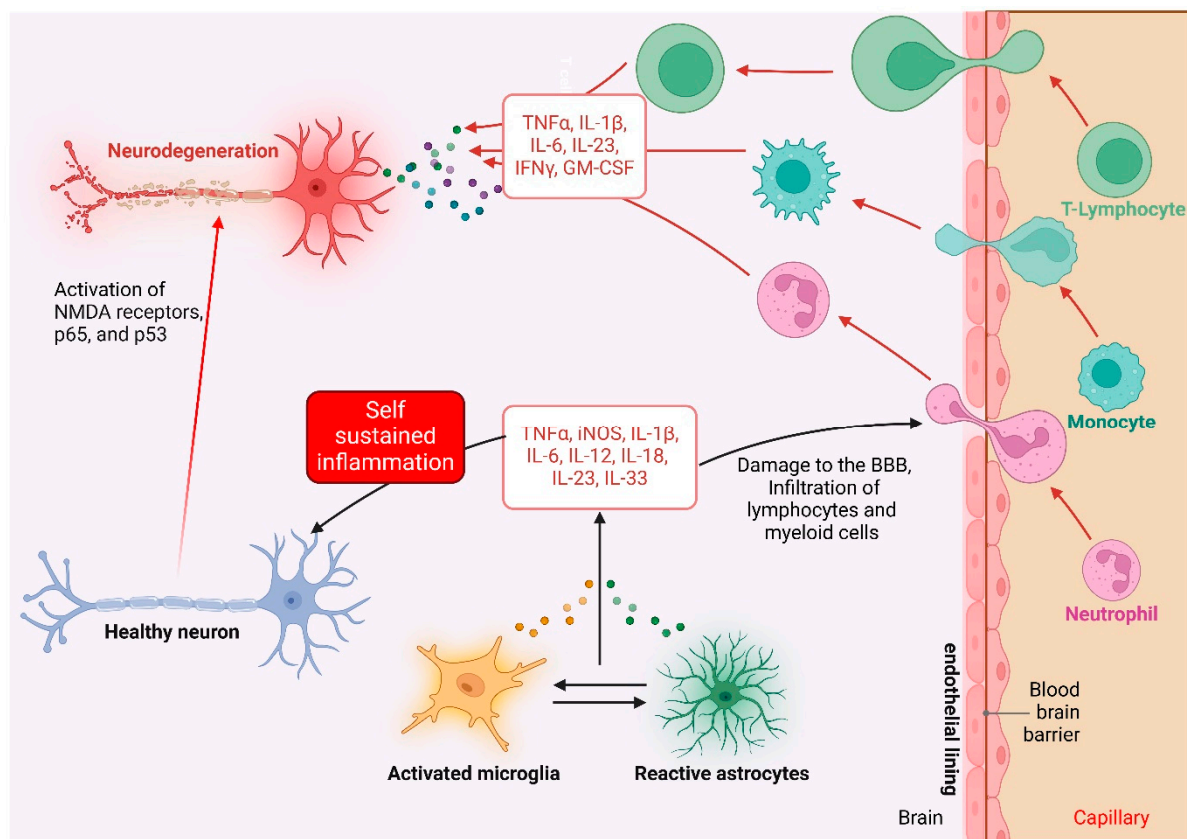 T cell
TNFα, IL-1β,
IL-6, IL-23,
IFNγ, GM-CSF
Neurodegeneration
T-Lymphocyte
Activation of
NMDA receptors,
p65, and p53
Monocyte
Self
sustained
inflammation
TNFα, iNOS, IL-1β,
IL-6, IL-12, IL-18,
IL-23, IL-33
Damage to the BBB,
Infiltration of
lymphocytes and
myeloid cells
Neutrophil
Healthy neuron
endothelial lining
Blood
brain
barrier
Activated microglia
Reactive astrocytes
Brain
Capillary